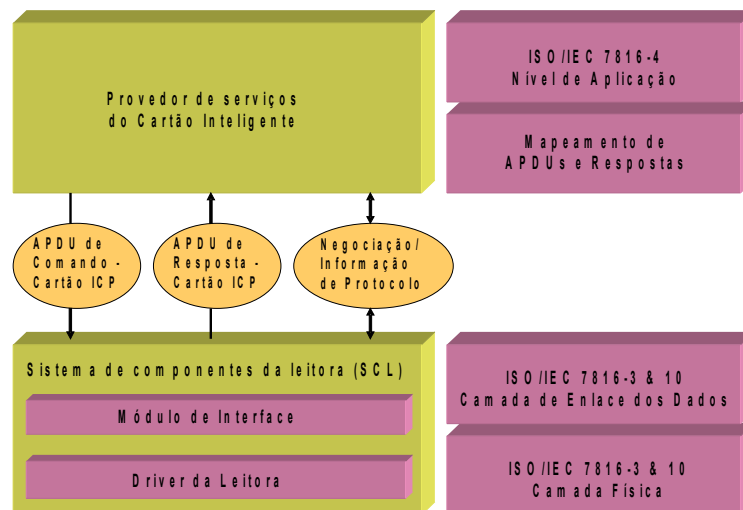 Provedor de serviços
do Cartão Inteligente
ISO/IEC 7816-4
Nível de Aplicação
Mapeamento de
APDUs e Respostas
APDU de
Comando -
Cartão ICP
APDU de
Resposta -
Cartão ICP
Negociação/
Informação
de Protocolo
Sistema de componentes da leitora (SCL)
Módulo de Interface
Driver da Leitora
ISO/IEC 7816-3 & 10
Camada de Enlace dos Dados
ISO/IEC 7816-3 & 10
Camada Física